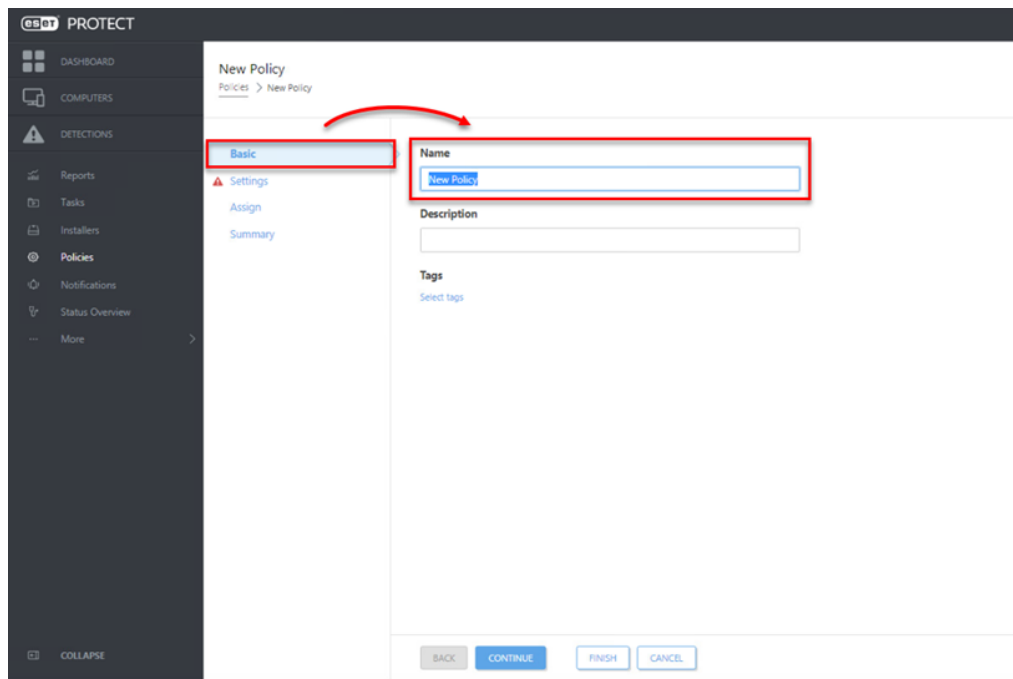 eset PROTECT
DASHBOARD
COMPUTERS
DETECTIONS
Reports
Tasks
Installers
Policies
Notifications
Status Overview
More
COLLAPSE
New Policy
Policies > New Policy
Basic
Settings
Assign
Summary
Name
New Policy
Description
Tags
Select tags
BACK CONTINUE FINISH CANCEL